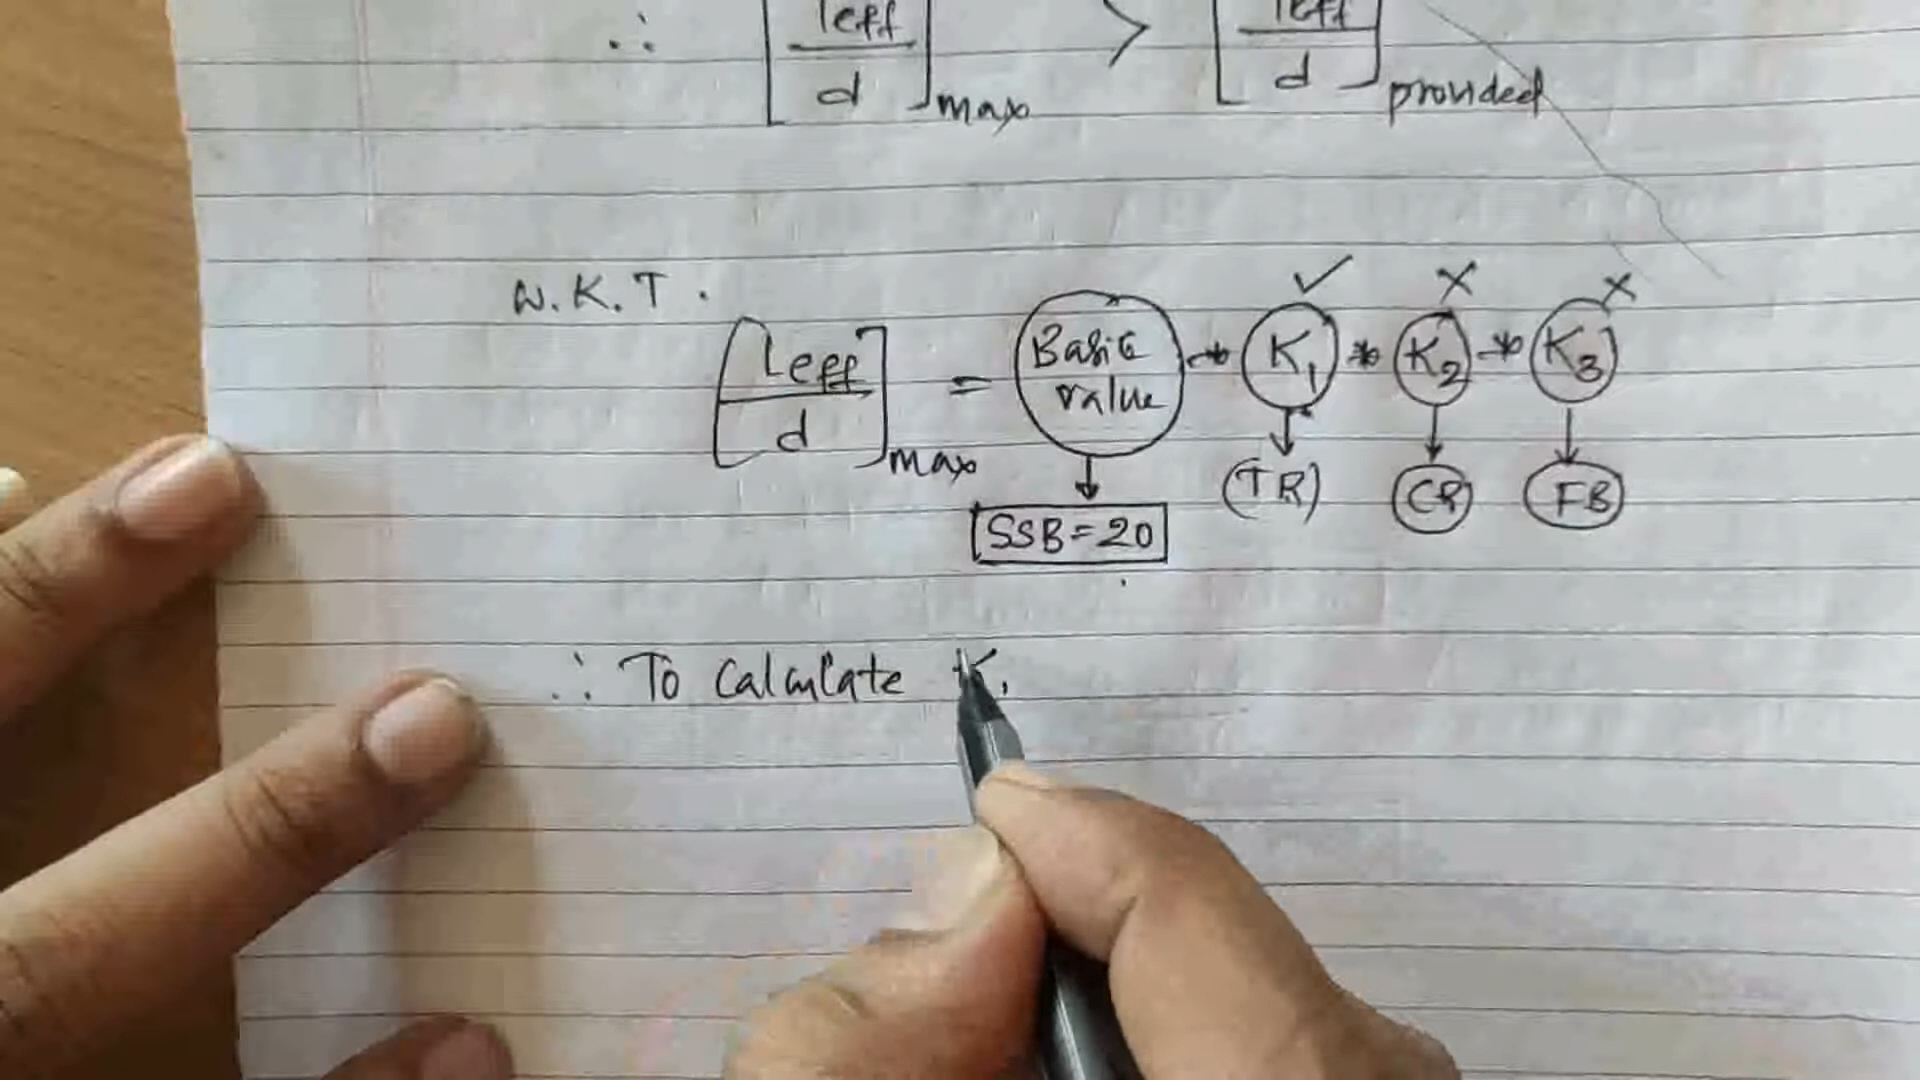 ∴ [leff/d]max > [leff/d]provided
W.K.T.
[Leff/d]max = Basic value * K1 * K2 * K3
✓ × ×
(TR) CR FB
SSB=20
∴ To Calculate K1